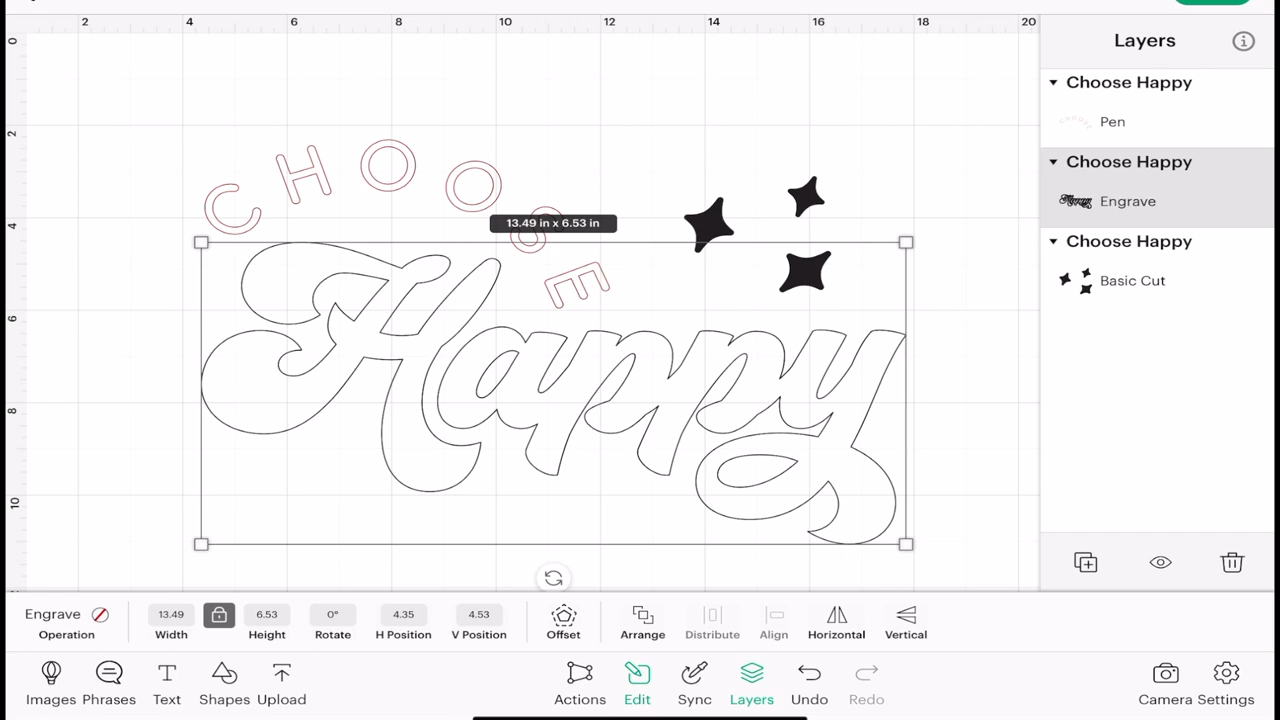 2 4 6 8 10 12 14 16 18 20
0
2
4
6
8
10
CHOOSE
13.49 in x 6.53 in
Happy
Layers
Choose Happy
Pen
Choose Happy
Happy Engrave
Choose Happy
Basic Cut
Engrave 13.49 6.53 0° 4.35 4.53
Operation Width Height Rotate H Position V Position Offset Arrange Distribute Align Horizontal Vertical
Images Phrases Text Shapes Upload Actions Edit Sync Layers Undo Redo Camera Settings